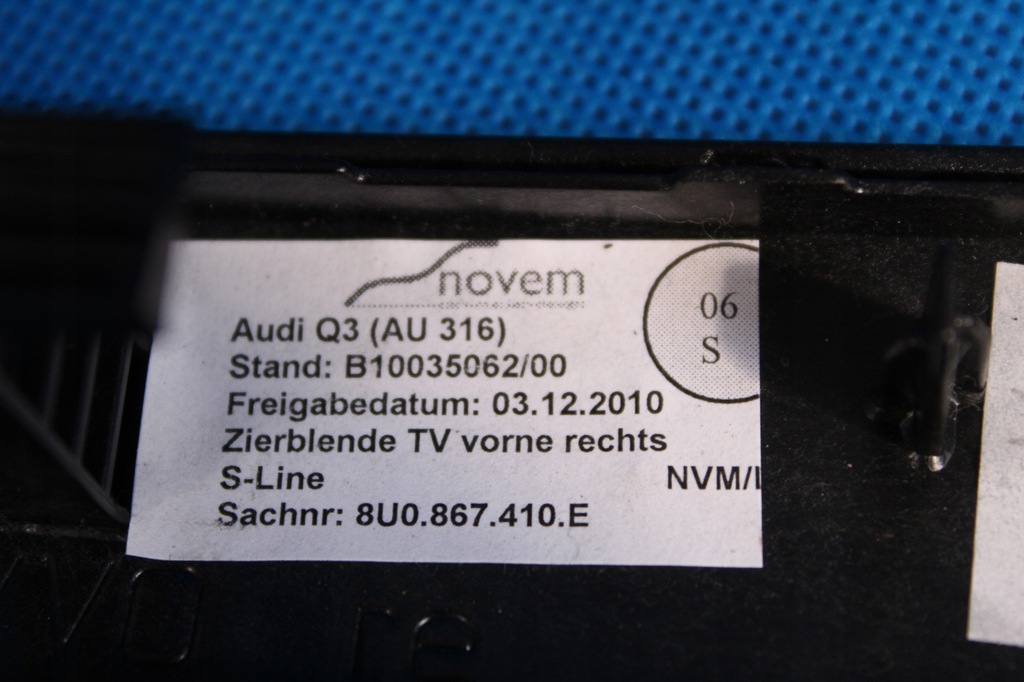 novem
06
S
Audi Q3 (AU 316)
Stand: B10035062/00
Freigabedatum: 03.12.2010
Zierblende TV vorne rechts
S-Line NVM/
Sachnr: 8U0.867.410.E